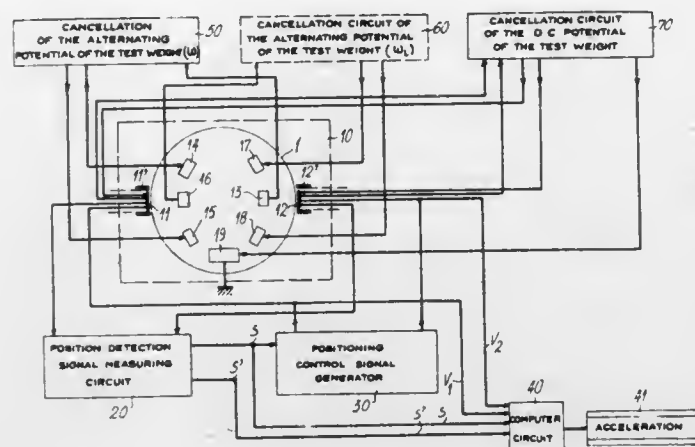 50
CANCELLATION
OF THE ALTERNATING
POTENTIAL OF THE TEST WEIGHT (ω)
60
CANCELLATION CIRCUIT OF
THE ALTERNATING POTENTIAL
OF THE TEST WEIGHT (ωL)
70
CANCELLATION CIRCUIT
OF THE D C POTENTIAL
OF THE TEST WEIGHT
10
14
17
1
11'
12'
16
13
11
12
15
18
19
POSITION DETECTION
SIGNAL MEASURING
CIRCUIT
20
S
S'
POSITIONING
CONTROL SIGNAL
GENERATOR
30
V1
V2
S' S
40
COMPUTER
CIRCUIT
41
ACCELERATION